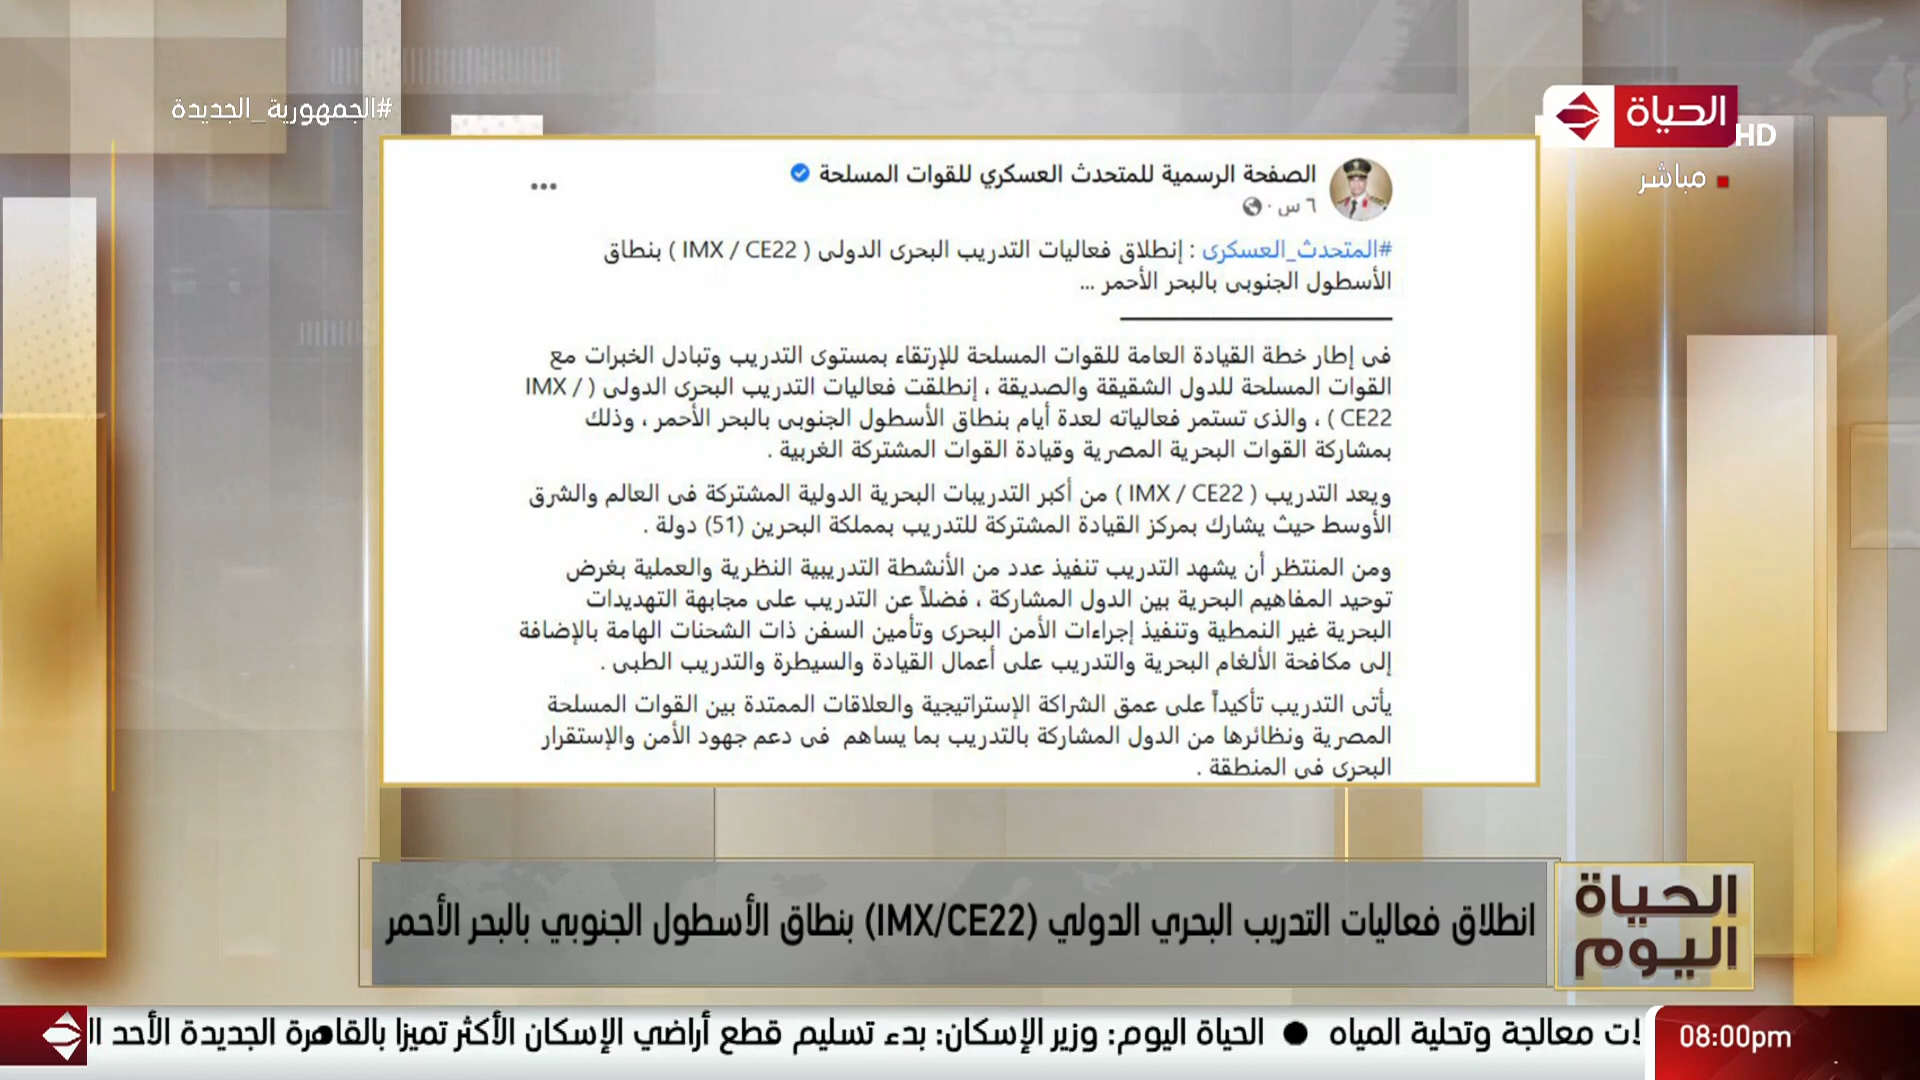 #الجمهورية_الجديدة
الحياة
HD
مباشر
الصفحة الرسمية للمتحدث العسكري للقوات المسلحة
٦ س ·
#المتحدث_العسكرى : إنطلاق فعاليات التدريب البحرى الدولى ( IMX / CE22 ) بنطاق
الأسطول الجنوبى بالبحر الأحمر ...
فى إطار خطة القيادة العامة للقوات المسلحة للإرتقاء بمستوى التدريب وتبادل الخبرات مع
القوات المسلحة للدول الشقيقة والصديقة ، إنطلقت فعاليات التدريب البحرى الدولى ( IMX /
CE22 ) ، والذى تستمر فعالياته لعدة أيام بنطاق الأسطول الجنوبى بالبحر الأحمر ، وذلك
بمشاركة القوات البحرية المصرية وقيادة القوات المشتركة الغربية .
ويعد التدريب ( IMX / CE22 ) من أكبر التدريبات البحرية الدولية المشتركة فى العالم والشرق
الأوسط حيث يشارك بمركز القيادة المشتركة للتدريب بمملكة البحرين (51) دولة .
ومن المنتظر أن يشهد التدريب تنفيذ عدد من الأنشطة التدريبية النظرية والعملية بغرض
توحيد المفاهيم البحرية بين الدول المشاركة ، فضلاً عن التدريب على مجابهة التهديدات
البحرية غير النمطية وتنفيذ إجراءات الأمن البحرى وتأمين السفن ذات الشحنات الهامة بالإضافة
إلى مكافحة الألغام البحرية والتدريب على أعمال القيادة والسيطرة والتدريب الطبى .
يأتى التدريب تأكيداً على عمق الشراكة الإستراتيجية والعلاقات الممتدة بين القوات المسلحة
المصرية ونظائرها من الدول المشاركة بالتدريب بما يساهم فى دعم جهود الأمن والإستقرار
البحرى فى المنطقة .
انطلاق فعاليات التدريب البحري الدولي (IMX/CE22) بنطاق الأسطول الجنوبي بالبحر الأحمر
الحياة
اليوم
معالجة وتحلية المياه ● الحياة اليوم: وزير الإسكان: بدء تسليم قطع أراضي الإسكان الأكثر تميزا بالقاهرة الجديدة الأحد
08:00pm